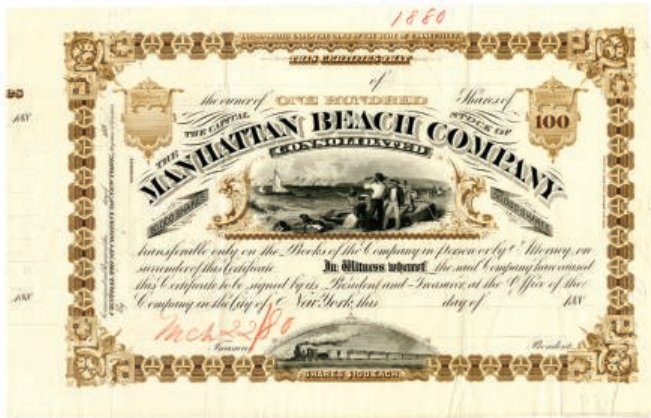 1880
THIS CERTIFIES THAT
of
the owner of ONE HUNDRED Shares of
THE CAPITAL STOCK OF
100
THE MANHATTAN BEACH COMPANY
CONSOLIDATED
transferable only on the Books of the Company in person or by Attorney, on
surrender of this Certificate. In Witness whereof the said Company have caused
this Certificate to be signed by its President and Treasurer, at the Office of the
Company in the City of New York, this day of 188
188
188
Mch 22/80
Treasurer. President.
SHARES $100 EACH